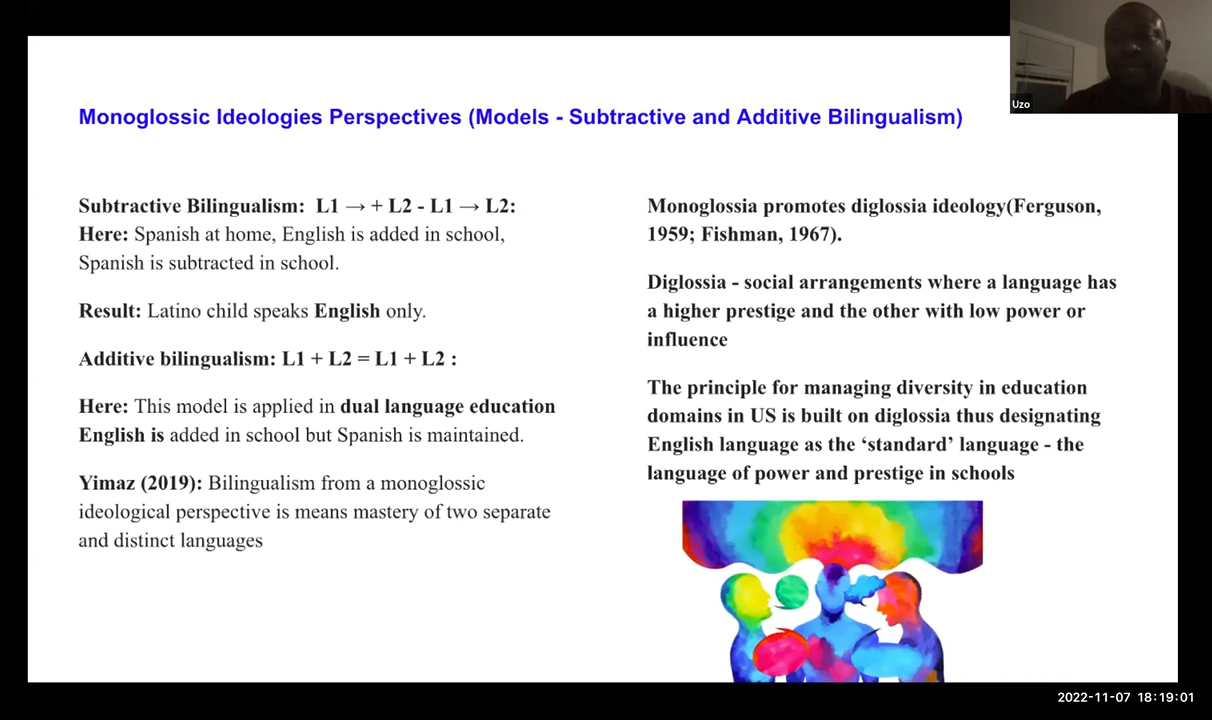 Uzo
Monoglossic Ideologies Perspectives (Models - Subtractive and Additive Bilingualism)
Subtractive Bilingualism: L1 → + L2 - L1 → L2:
Here: Spanish at home, English is added in school,
Spanish is subtracted in school.
Result: Latino child speaks English only.
Additive bilingualism: L1 + L2 = L1 + L2 :
Here: This model is applied in dual language education
English is added in school but Spanish is maintained.
Yimaz (2019): Bilingualism from a monoglossic
ideological perspective is means mastery of two separate
and distinct languages
Monoglossia promotes diglossia ideology(Ferguson,
1959; Fishman, 1967).
Diglossia - social arrangements where a language has
a higher prestige and the other with low power or
influence
The principle for managing diversity in education
domains in US is built on diglossia thus designating
English language as the ‘standard’ language - the
language of power and prestige in schools
2022-11-07 18:19:01